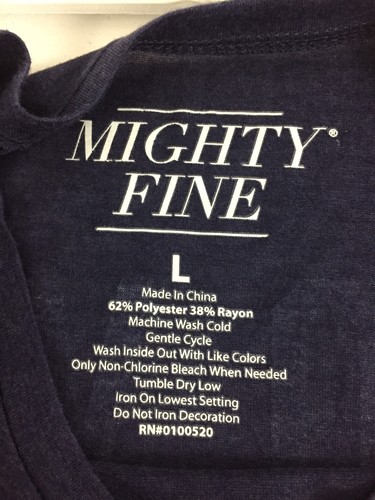 MIGHTY®
FINE
L
Made In China
62% Polyester 38% Rayon
Machine Wash Cold
Gentle Cycle
Wash Inside Out With Like Colors
Only Non-Chlorine Bleach When Needed
Tumble Dry Low
Iron On Lowest Setting
Do Not Iron Decoration
RN#0100520